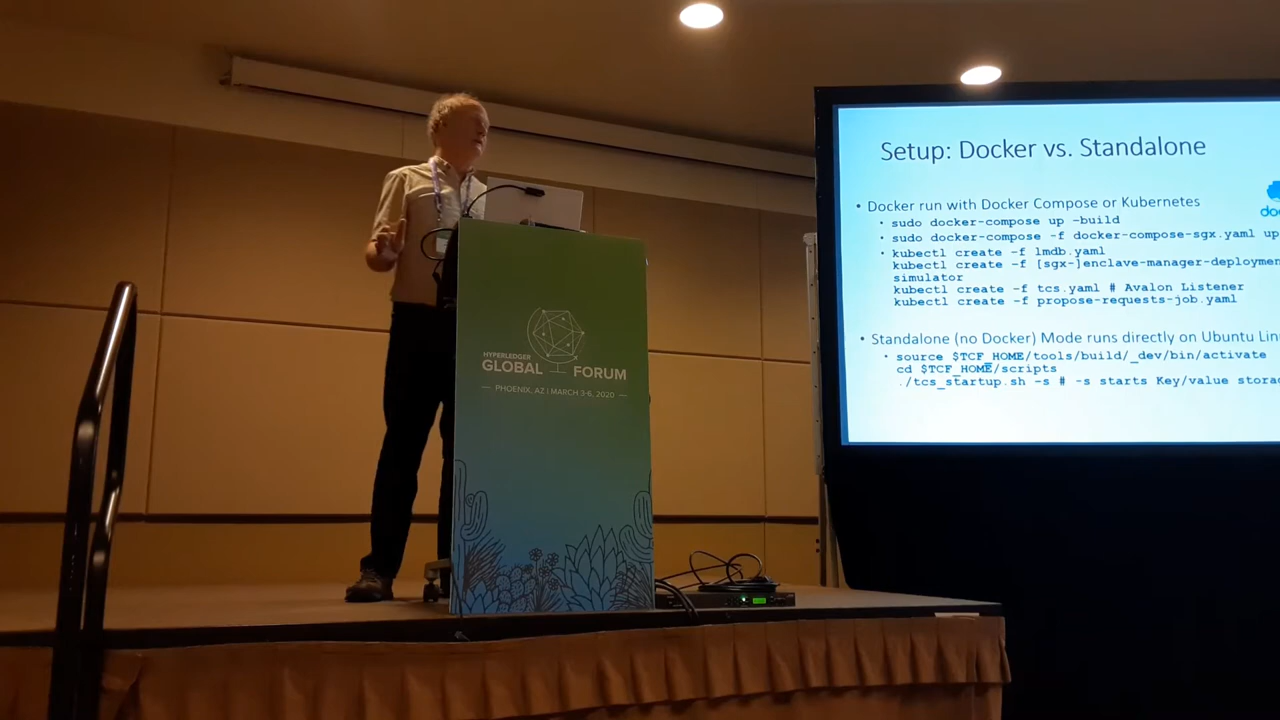 Setup: Docker vs. Standalone
• Docker run with Docker Compose or Kubernetes
• sudo docker-compose up –build
• sudo docker-compose -f docker-compose-sgx.yaml up
• kubectl create -f lmdb.yaml
kubectl create -f [sgx-]enclave-manager-deploymen
simulator
kubectl create -f tcs.yaml # Avalon Listener
kubectl create -f propose-requests-job.yaml
• Standalone (no Docker) Mode runs directly on Ubuntu Linu
• source $TCF_HOME/tools/build/_dev/bin/activate
cd $TCF_HOME/scripts
./tcs_startup.sh -s # -s starts Key/value storag
doc
HYPERLEDGER
GLOBAL FORUM
— PHOENIX, AZ | MARCH 3-6, 2020 —